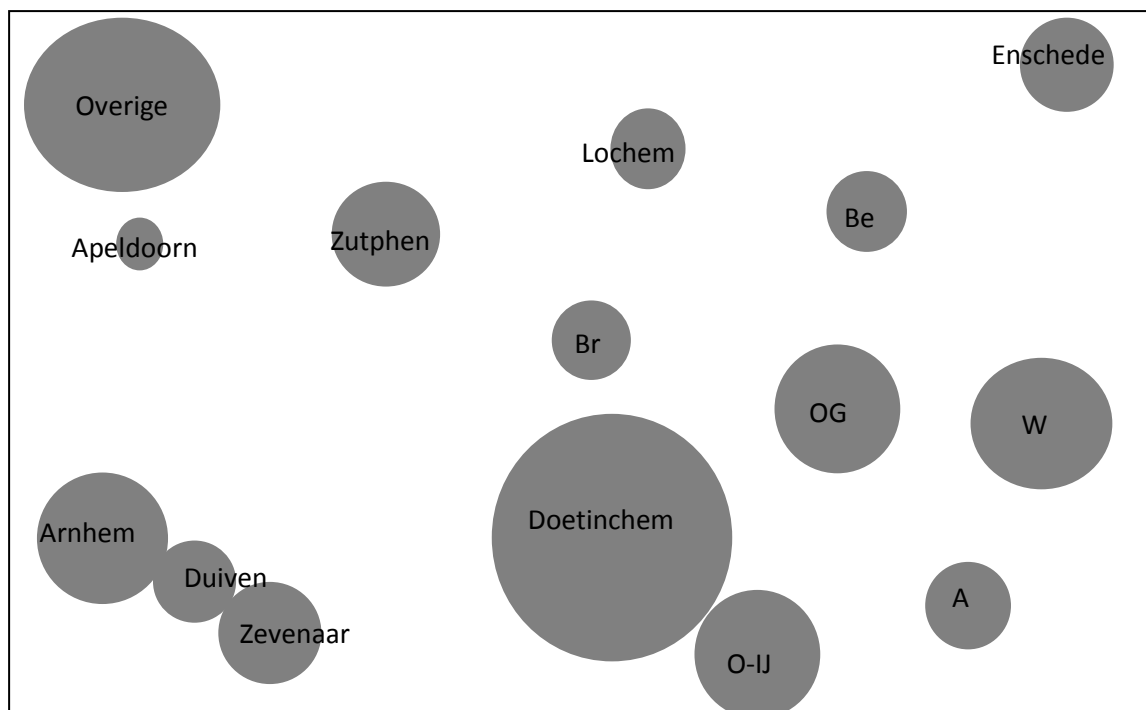 Enschede
Overige
Lochem
Be
Apeldoorn
Zutphen
Br
OG
W
Doetinchem
Arnhem
Duiven
A
Zevenaar
O-IJ